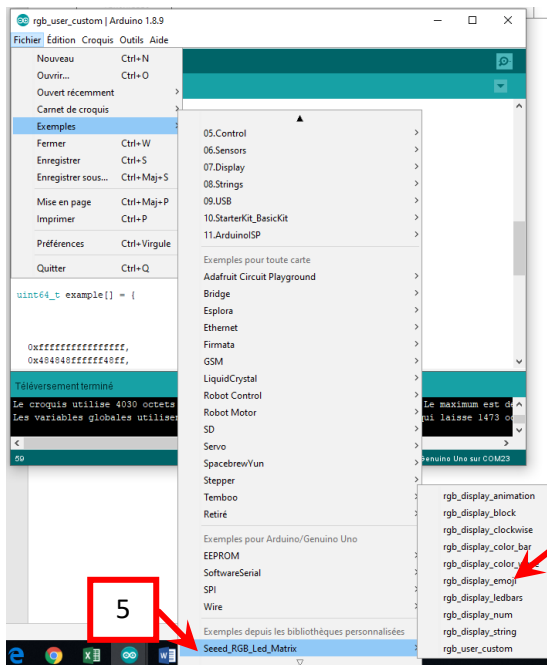 rgb_user_custom | Arduino 1.8.9
Fichier Édition Croquis Outils Aide
Nouveau Ctrl+N
Ouvrir... Ctrl+O
Ouvert récemment
Carnet de croquis
Exemples
Fermer Ctrl+W
Enregistrer Ctrl+S
Enregistrer sous... Ctrl+Maj+S
Mise en page Ctrl+Maj+P
Imprimer Ctrl+P
Préférences Ctrl+Virgule
Quitter Ctrl+Q
05.Control
06.Sensors
07.Display
08.Strings
09.USB
10.StarterKit_BasicKit
11.ArduinoISP
Exemples pour toute carte
Adafruit Circuit Playground
Bridge
Esplora
Ethernet
Firmata
GSM
LiquidCrystal
Robot Control
Robot Motor
SD
Servo
SpacebrewYun
Stepper
Temboo
Retiré
Exemples pour Arduino/Genuino Uno
EEPROM
SoftwareSerial
SPI
Wire
Exemples depuis les bibliothèques personnalisées
Seeed_RGB_Led_Matrix
rgb_display_animation
rgb_display_block
rgb_display_clockwise
rgb_display_color_bar
rgb_display_emoji
rgb_display_ledbars
rgb_display_num
rgb_display_string
rgb_user_custom
uint64_t example[] = {
0xffffffffffffffff,
0x484848ffffff48ff,
Téléversement terminé
Le croquis utilise 4030 octets Le maximum est
Les variables globales laisse 1473
59 Uno sur COM23
5